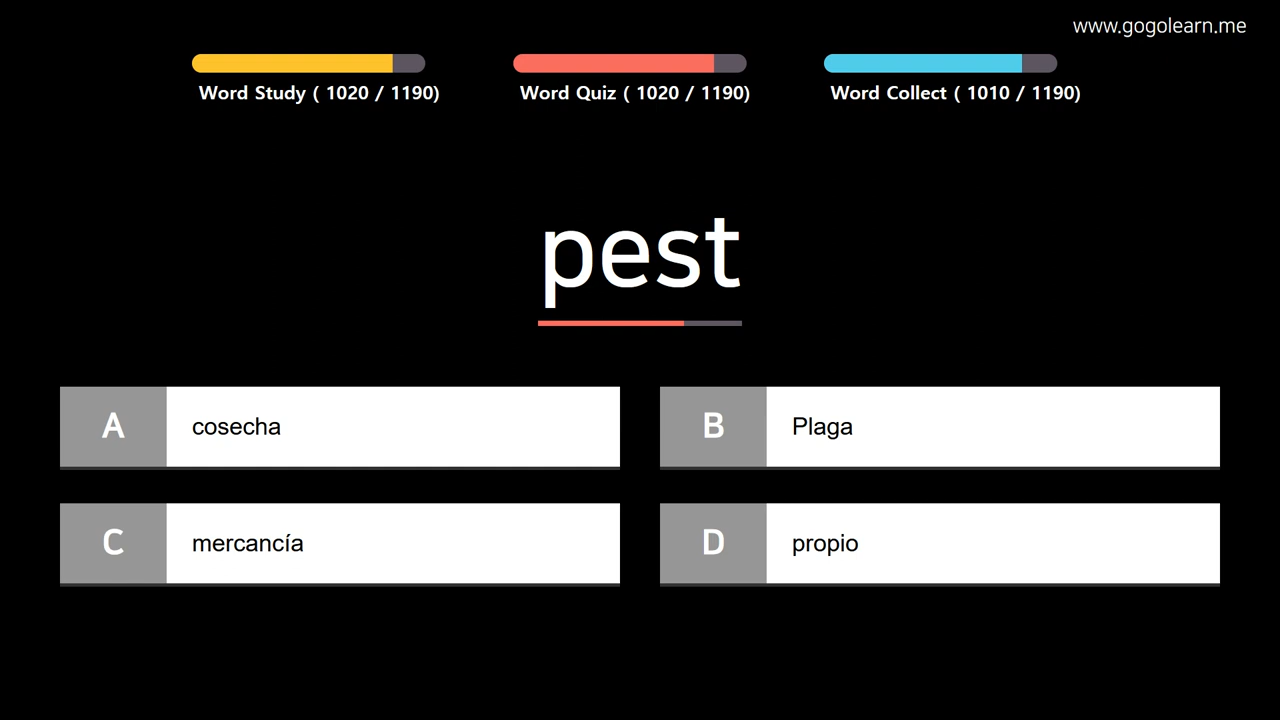 www.gogolearn.me
Word Study ( 1020 / 1190)
Word Quiz ( 1020 / 1190)
Word Collect ( 1010 / 1190)
pest
A cosecha
B Plaga
C mercancía
D propio